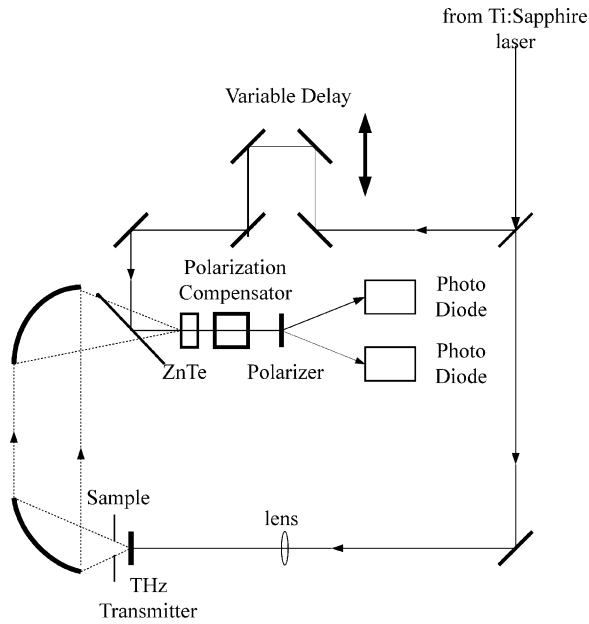 from Ti:Sapphire
laser
Variable Delay
Polarization
Compensator
Photo
Diode
ZnTe
Polarizer
Photo
Diode
Sample
lens
THz
Transmitter